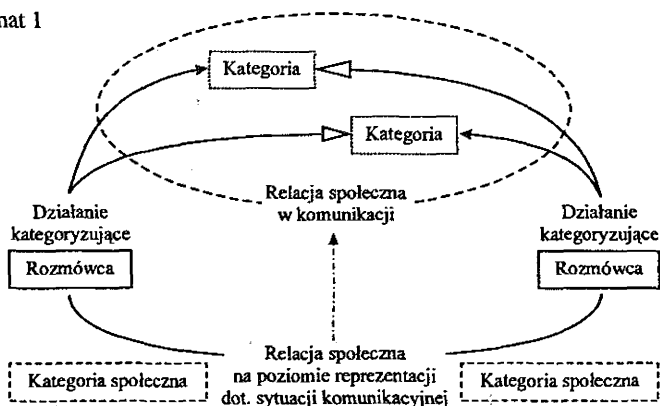 nat 1
Kategoria
Kategoria
Relacja społeczna
w komunikacji
Działanie
kategoryzujące
Rozmówca
Działanie
kategoryzujące
Rozmówca
Relacja społeczna
na poziomie reprezentacji
dot. sytuacji komunikacyjnej
Kategoria społeczna
Kategoria społeczna